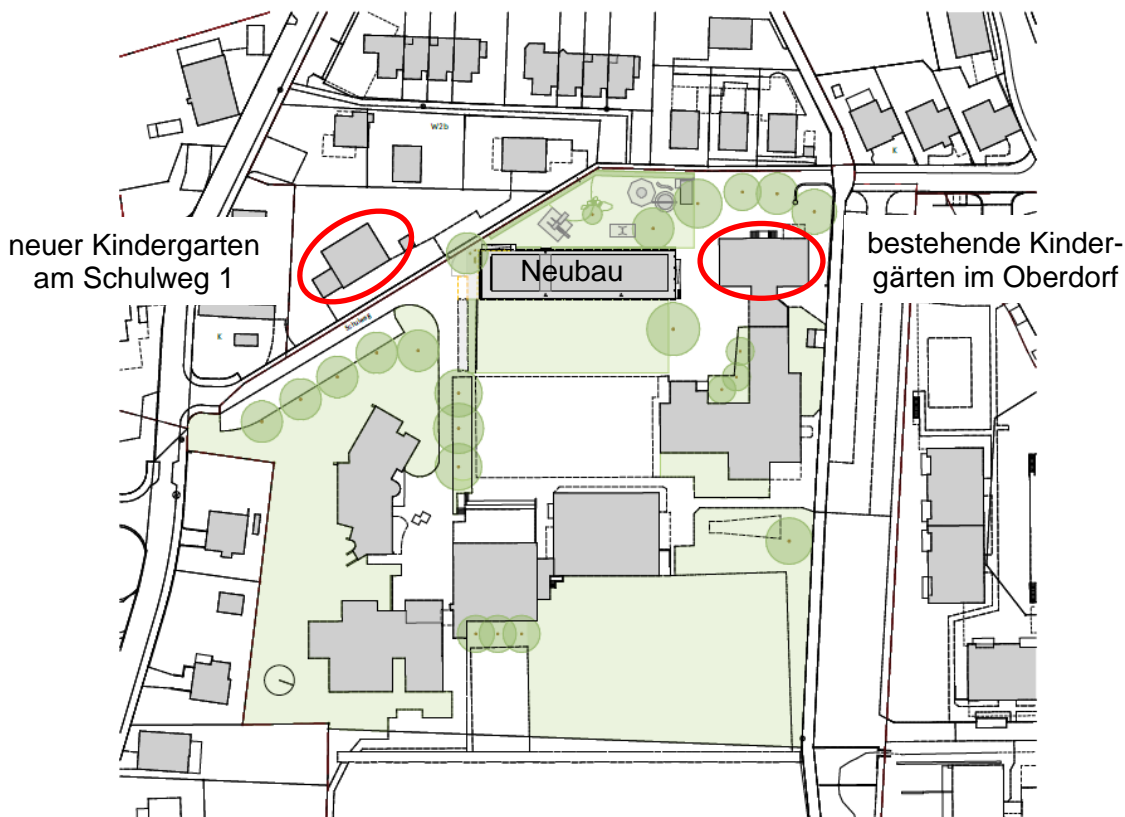 W2b
K
neuer Kindergarten
am Schulweg 1
Neubau
bestehende Kinder-
gärten im Oberdorf
Schulweg
K